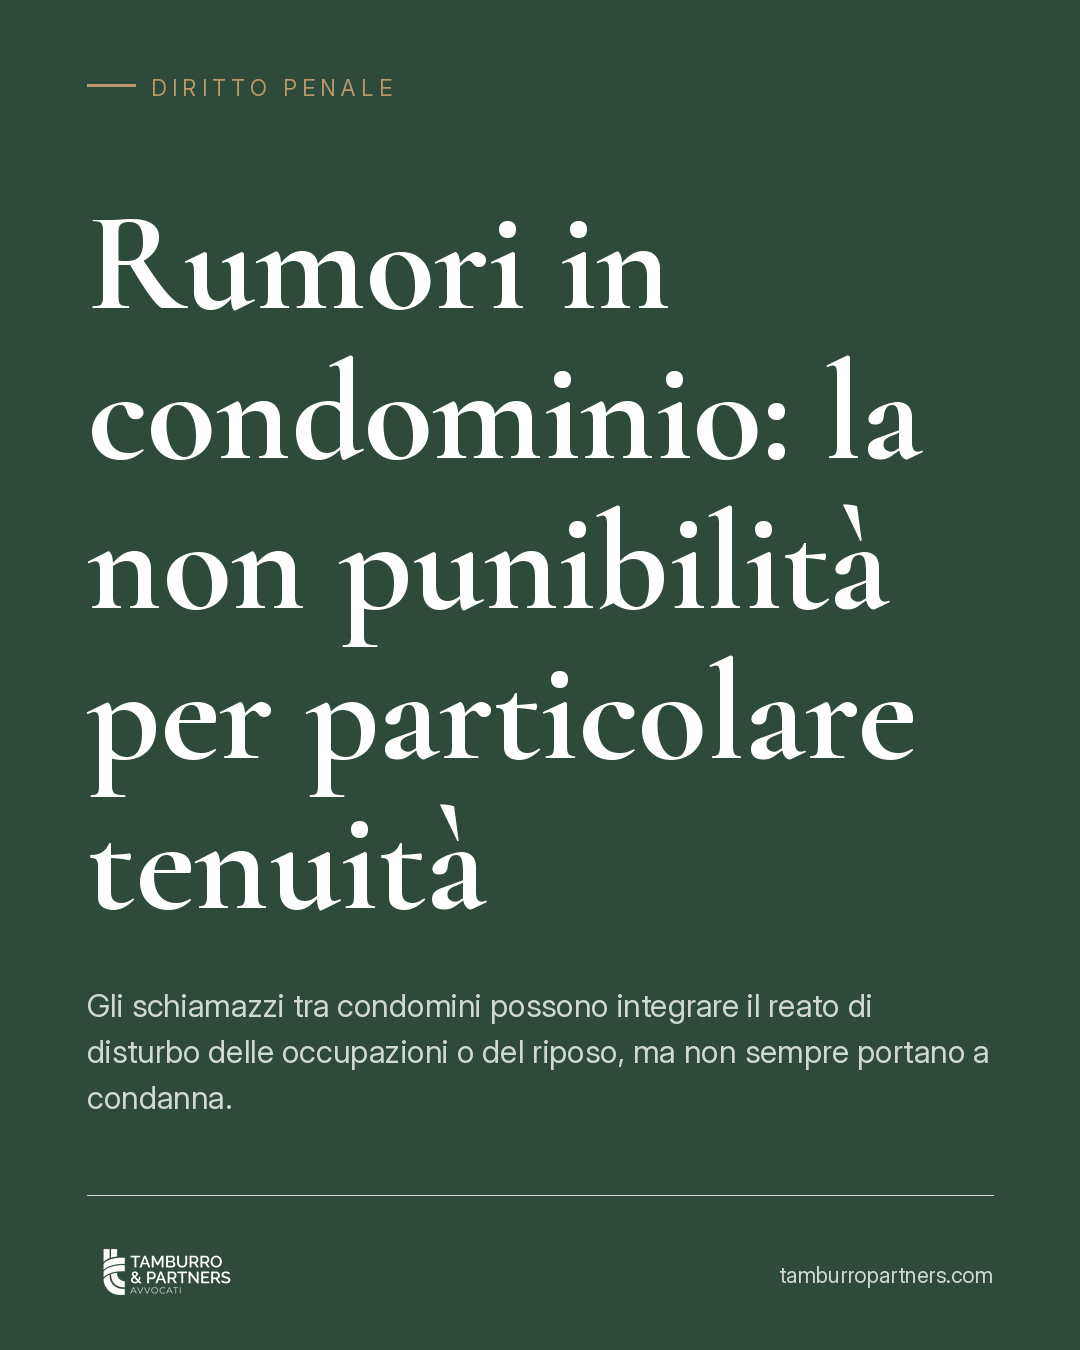 DIRITTO PENALE
Rumori in
condominio: la
non punibilità
per particolare
tenuità
Gli schiamazzi tra condomini possono integrare il reato di
disturbo delle occupazioni o del riposo, ma non sempre portano a
condanna.
TAMBURRO
& PARTNERS
AVVOCATI
tamburropartners.com